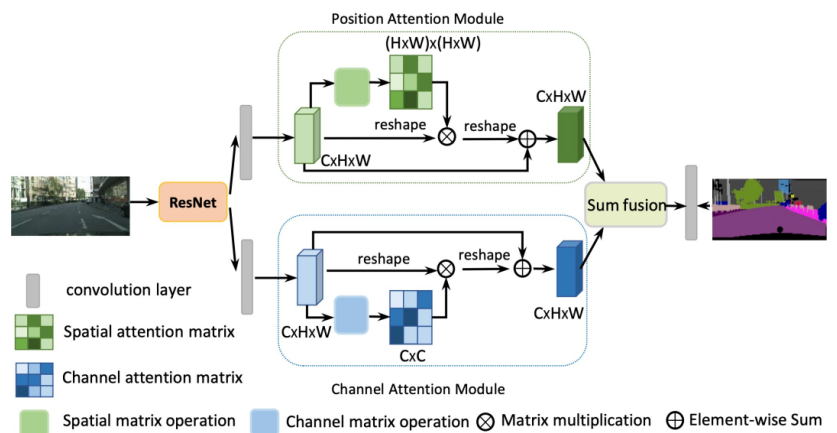 Position Attention Module
(HxW)x(HxW)
CxHxW
reshape
reshape
CxHxW
ResNet
Sum fusion
reshape
reshape
convolution layer
CxHxW
CxHxW
Spatial attention matrix
CxC
Channel attention matrix
Channel Attention Module
Spatial matrix operation
Channel matrix operation
Matrix multiplication
Element-wise Sum